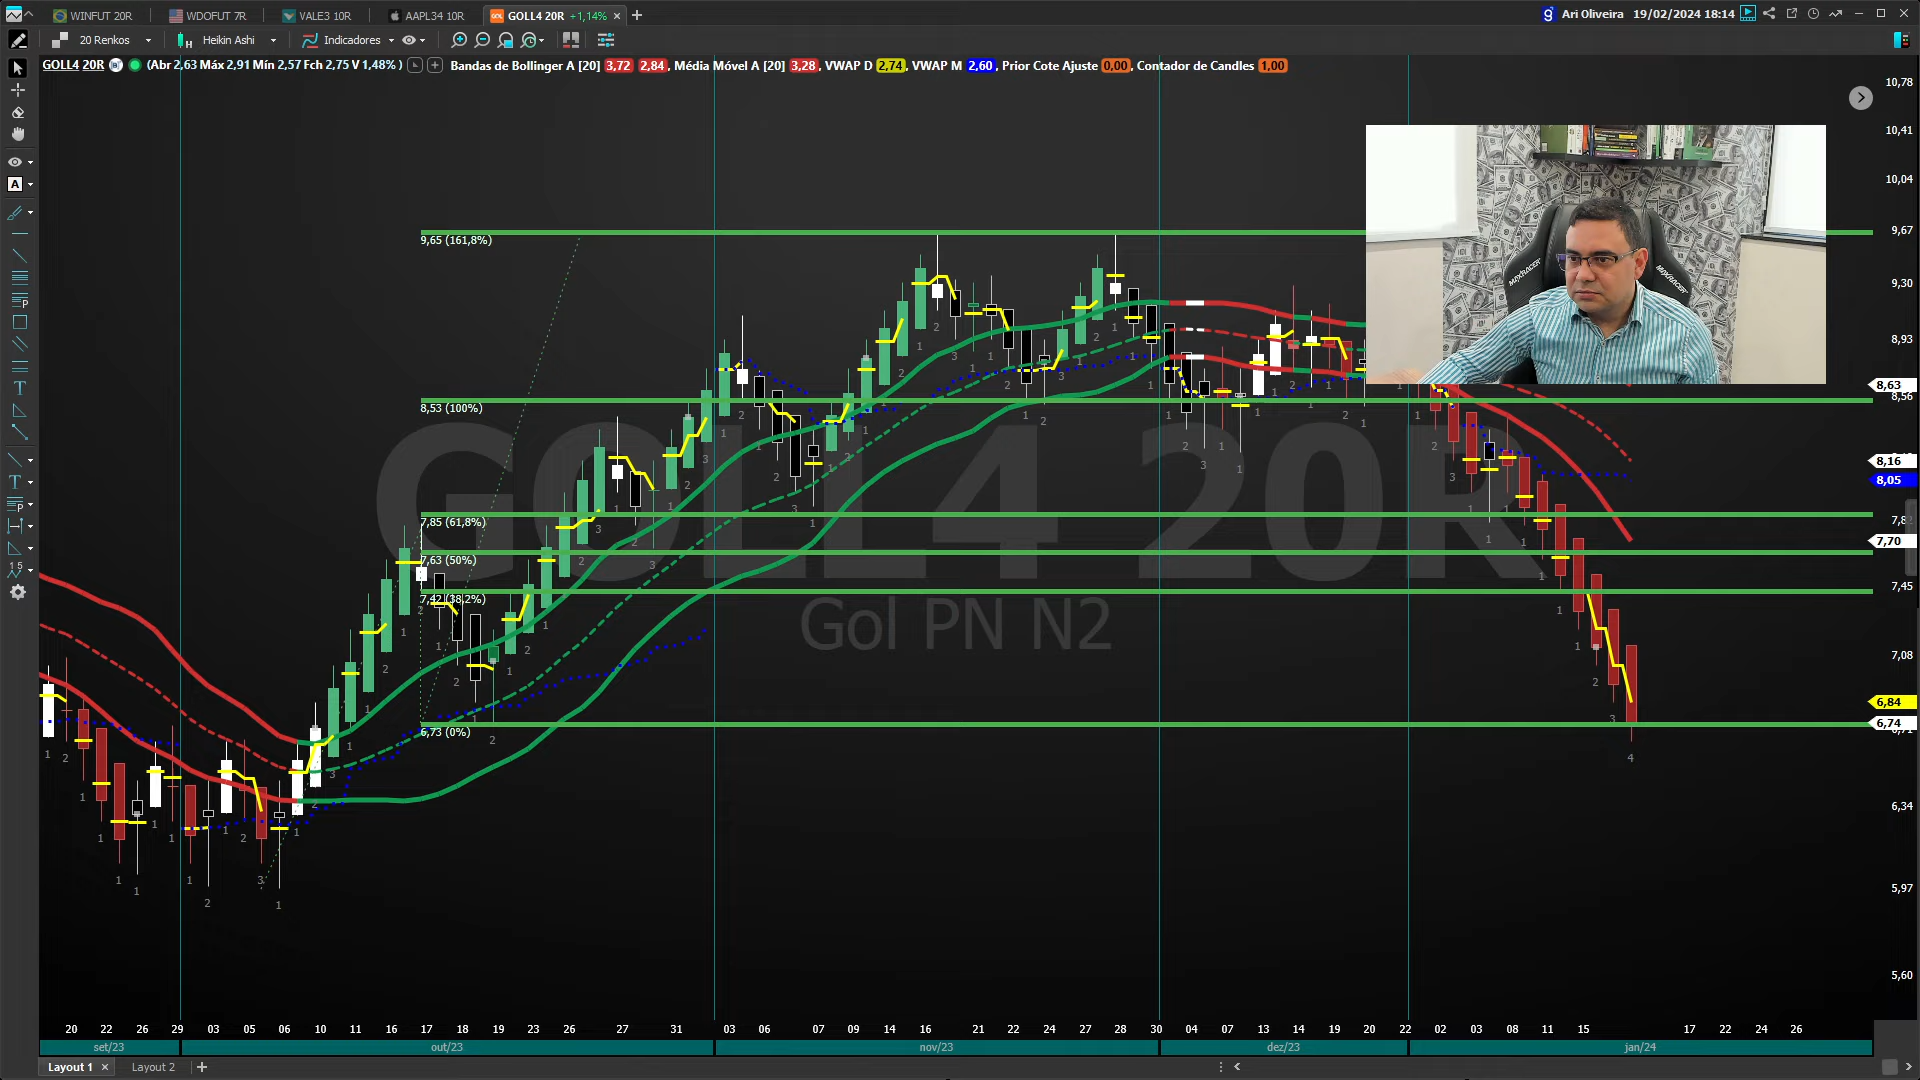 WINFUT 20R WDOFUT 7R VALE3 10R AAPL34 10R GOLL4 20R +1,14% × + Ari Oliveira 19/02/2024 18:14
20 Renkos Heikin Ashi Indicadores
GOLL4 20R (Abr 2,63 Máx 2,91 Mín 2,57 Fch 2,75 V 1,48% ) Bandas de Bollinger A [20] 3,72 2,84, Média Móvel A [20] 3,28, VWAP D 2,74, VWAP M 2,60, Prior Cote Ajuste 0,00, Contador de Candles 1,00
10,78
10,41
10,04
9,67
9,65 (161,8%)
9,30
8,93
8,63
8,56
8,53 (100%)
8,16
8,05
7,85 (61,8%)
7,70
7,63 (50%)
7,45
7,42 (38,2%)
GOLL4 20R
Gol PN N2
7,08
6,84
6,74
6,73 (0%)
6,34
5,97
5,60
MAXRACER MAXRACER
20 22 26 29 03 05 06 10 11 16 17 18 19 23 26 27 31 03 06 07 09 14 16 21 22 24 27 28 30 04 07 13 14 19 20 22 02 03 08 11 15 17 22 24 26
set/23 out/23 nov/23 dez/23 jan/24
Layout 1 × Layout 2 +